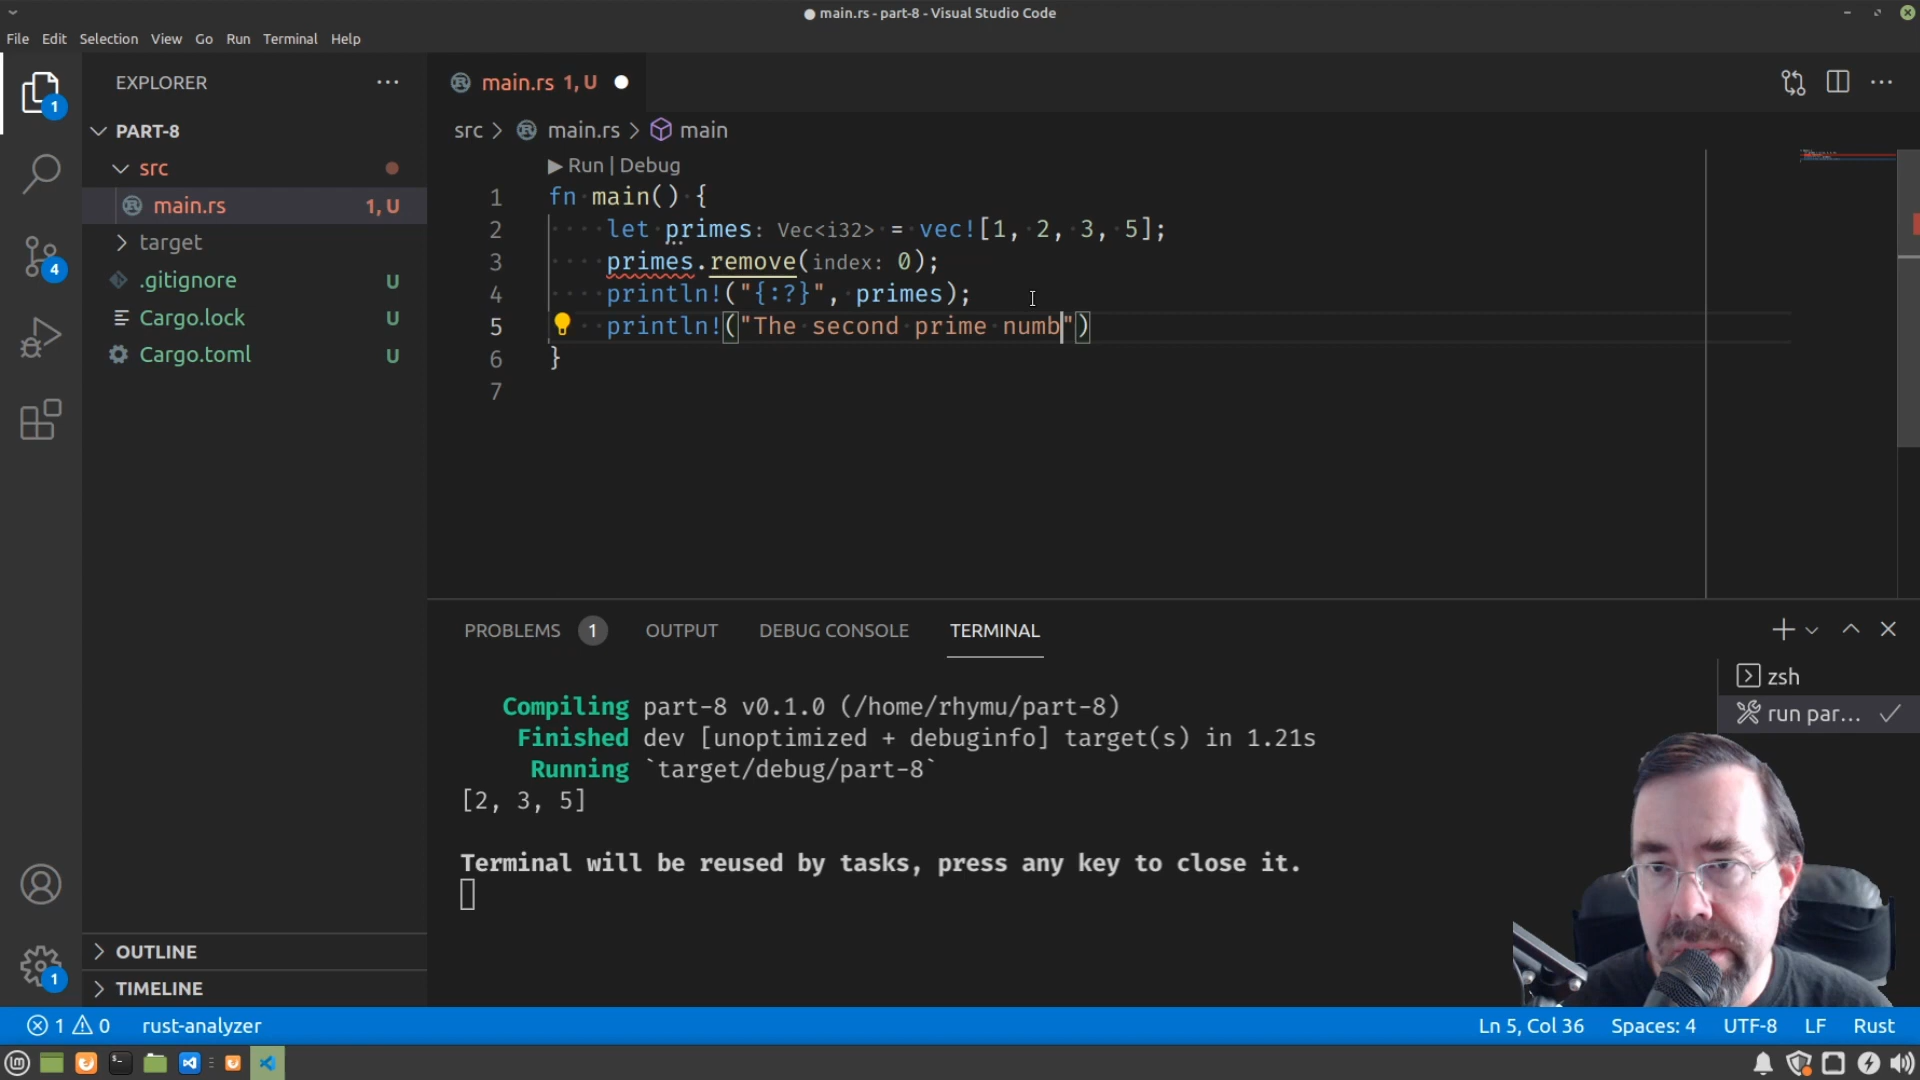 ● main.rs - part-8 - Visual Studio Code
File Edit Selection View Go Run Terminal Help
EXPLORER
PART-8
src
main.rs 1, U
target
.gitignore U
Cargo.lock U
Cargo.toml U
OUTLINE
TIMELINE
1
4
1
main.rs 1, U
src > main.rs > main
▶ Run | Debug
1 fn main() {
2 let primes: Vec<i32> = vec![1, 2, 3, 5];
3 primes.remove(index: 0);
4 println!("{:?}", primes);
5 println!("The second prime numb")
6 }
7
PROBLEMS 1 OUTPUT DEBUG CONSOLE TERMINAL
Compiling part-8 v0.1.0 (/home/rhymu/part-8)
Finished dev [unoptimized + debuginfo] target(s) in 1.21s
Running `target/debug/part-8`
[2, 3, 5]
Terminal will be reused by tasks, press any key to close it.
zsh
run par...
1 0 rust-analyzer Ln 5, Col 36 Spaces: 4 UTF-8 LF Rust